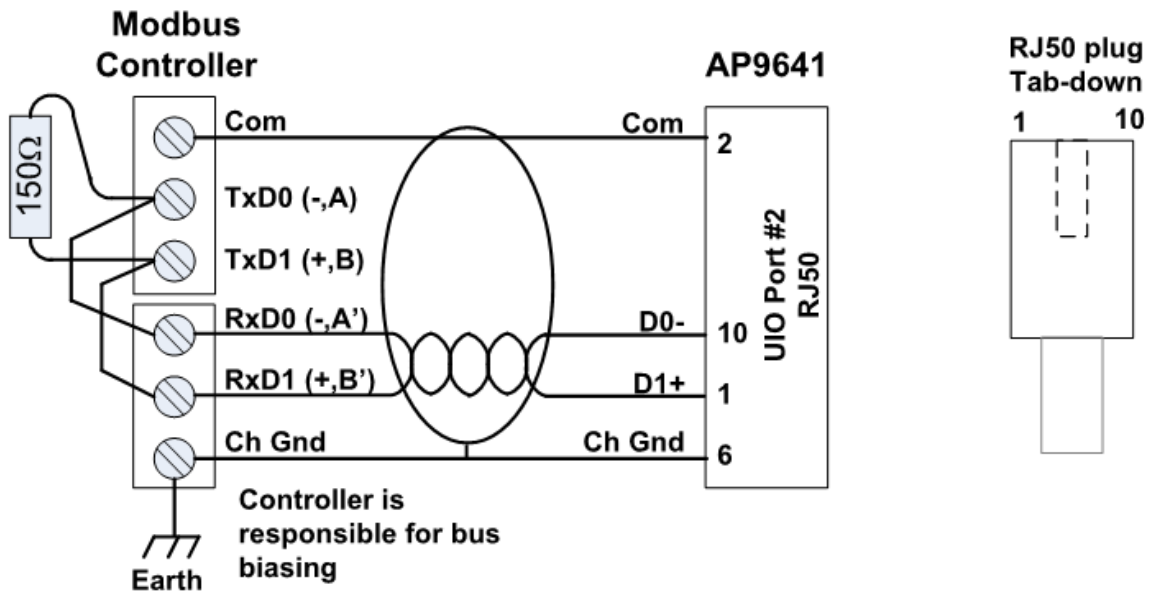 Modbus
Controller
AP9641
RJ50 plug
Tab-down
1 10
150Ω
Com
Com
2
TxD0 (-,A)
TxD1 (+,B)
RxD0 (-,A’)
D0-
10
RxD1 (+,B’)
D1+
1
Ch Gnd
Ch Gnd
6
UIO Port #2
RJ50
Controller is
responsible for bus
biasing
Earth